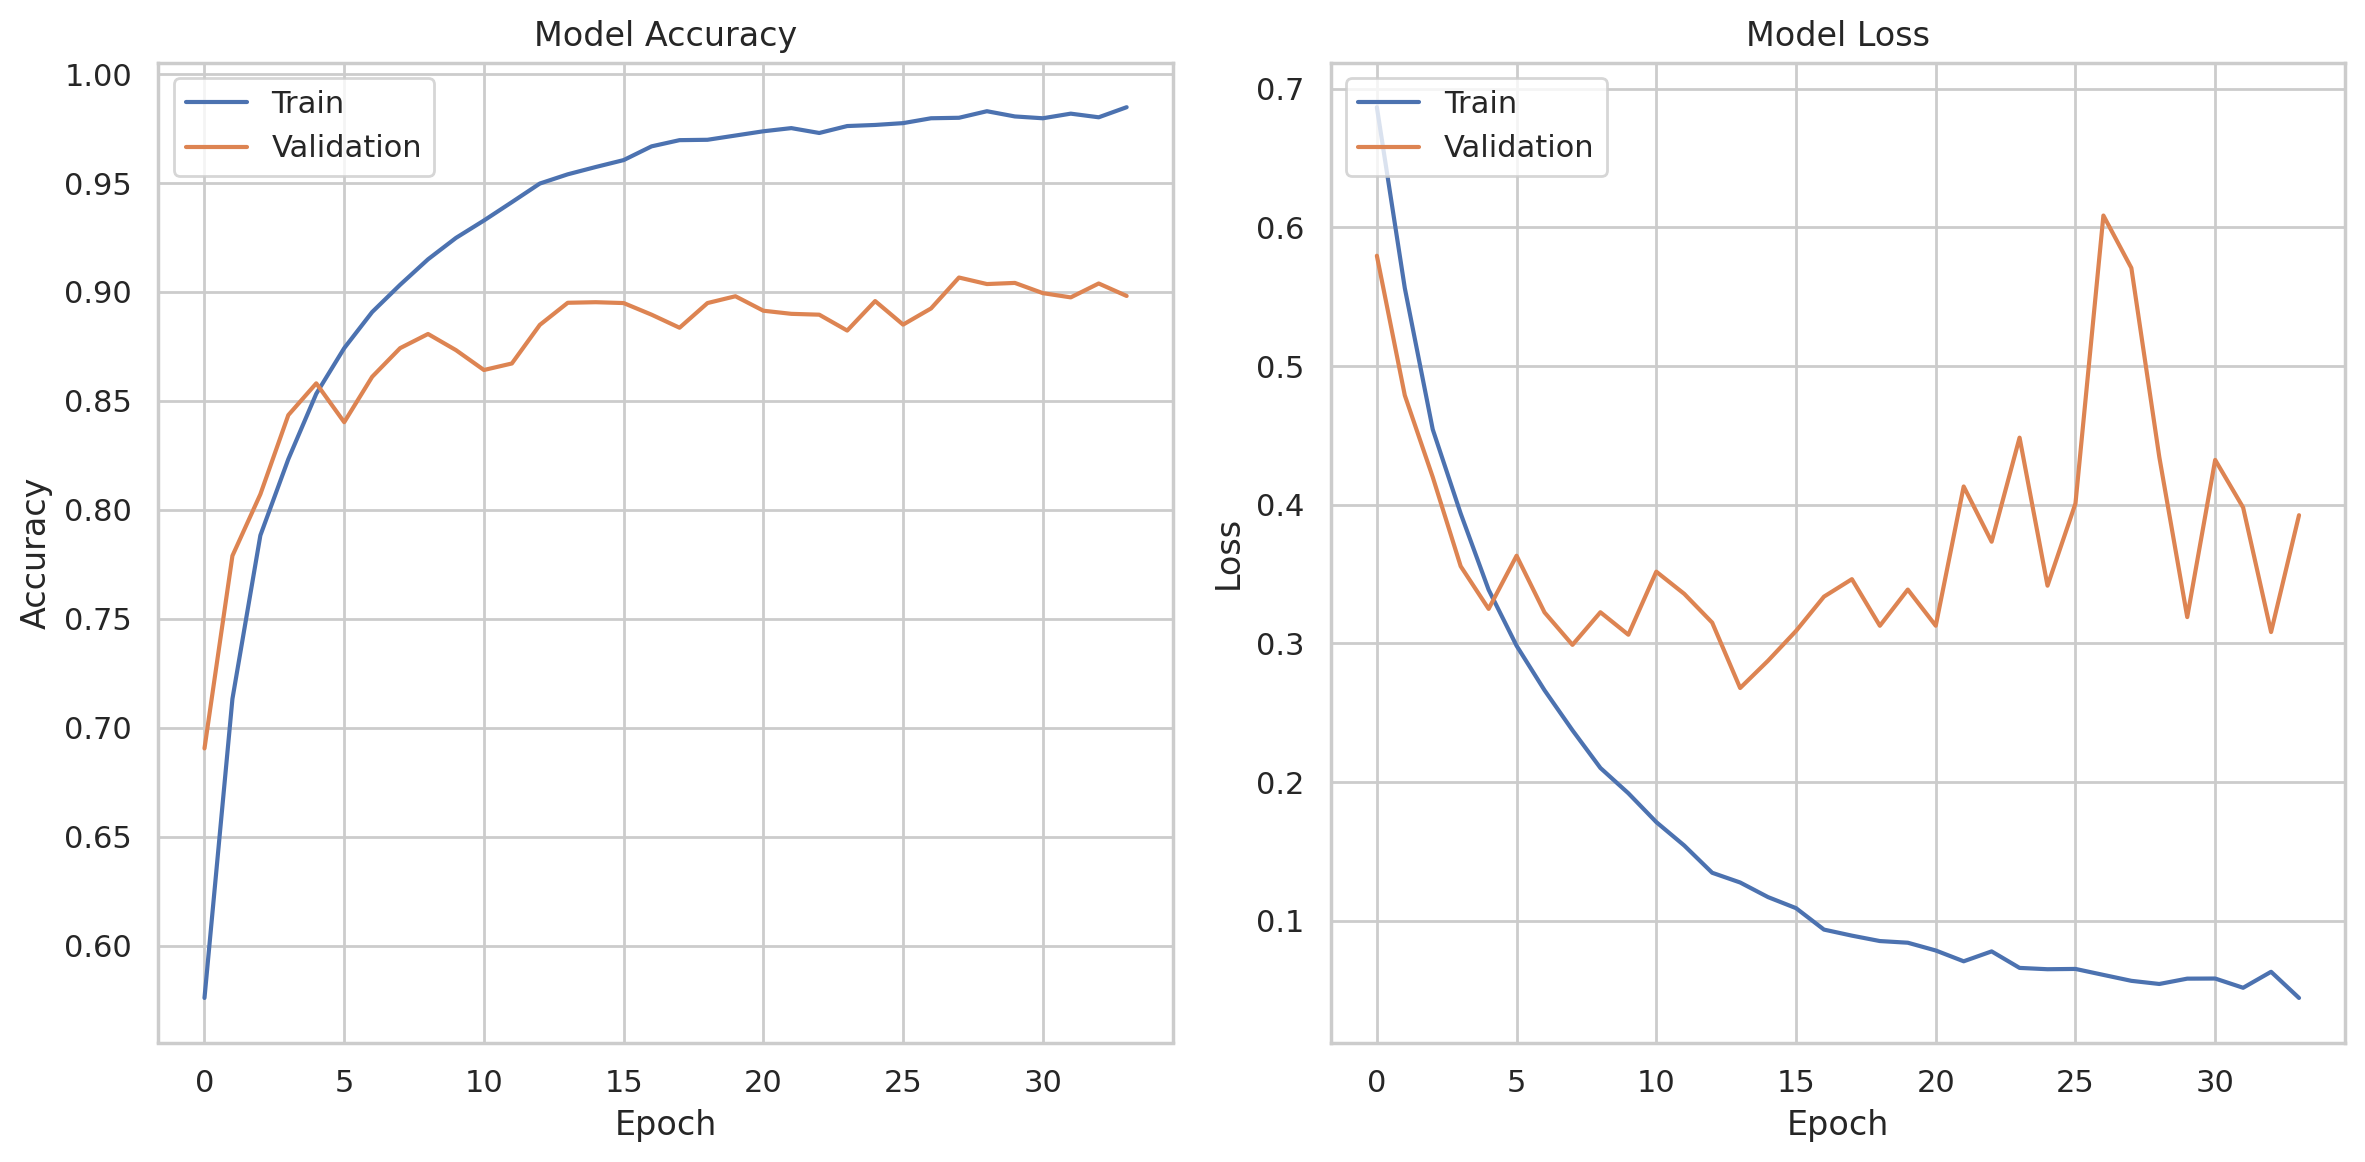 Model Accuracy
1.00
0.95
0.90
0.85
0.80
0.75
0.70
0.65
0.60
Accuracy
Train
Validation
0 5 10 15 20 25 30
Epoch
Model Loss
0.7
0.6
0.5
0.4
0.3
0.2
0.1
Loss
Train
Validation
0 5 10 15 20 25 30
Epoch